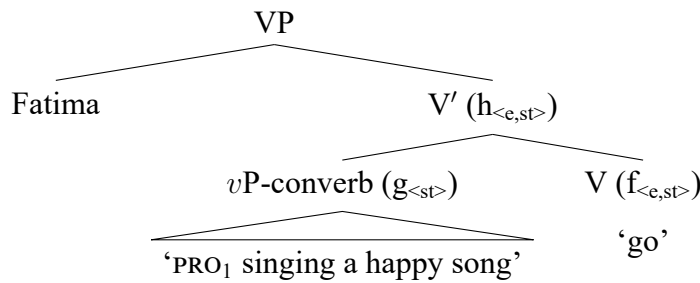 VP
Fatima V′ (h<e,st>)
vP-converb (g<st>) V (f<e,st>)
‘PRO1 singing a happy song’ ‘go’